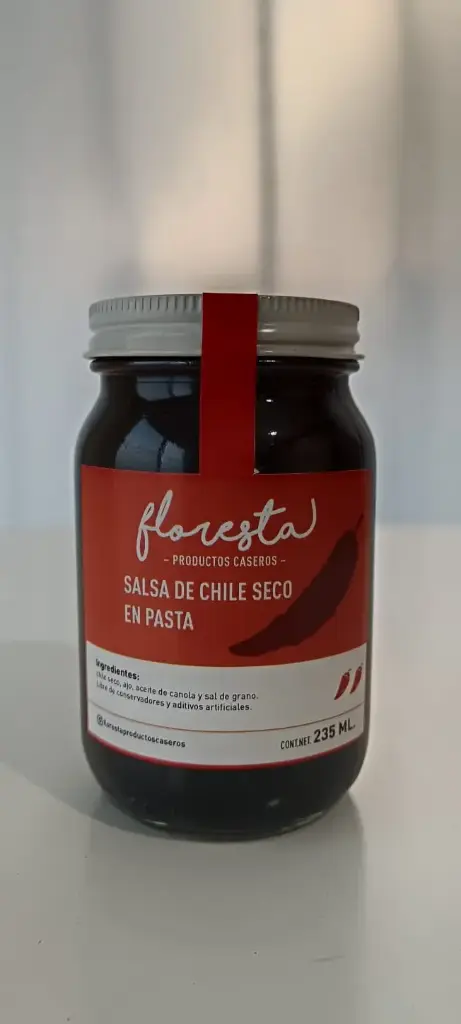 floresta
- PRODUCTOS CASEROS -
SALSA DE CHILE SECO
EN PASTA
Ingredientes:
chile seco, ajo, aceite de canola y sal de grano.
Libre de conservadores y aditivos artificiales.
@florestaproductoscaseros
CONT.NET. 235 ML.